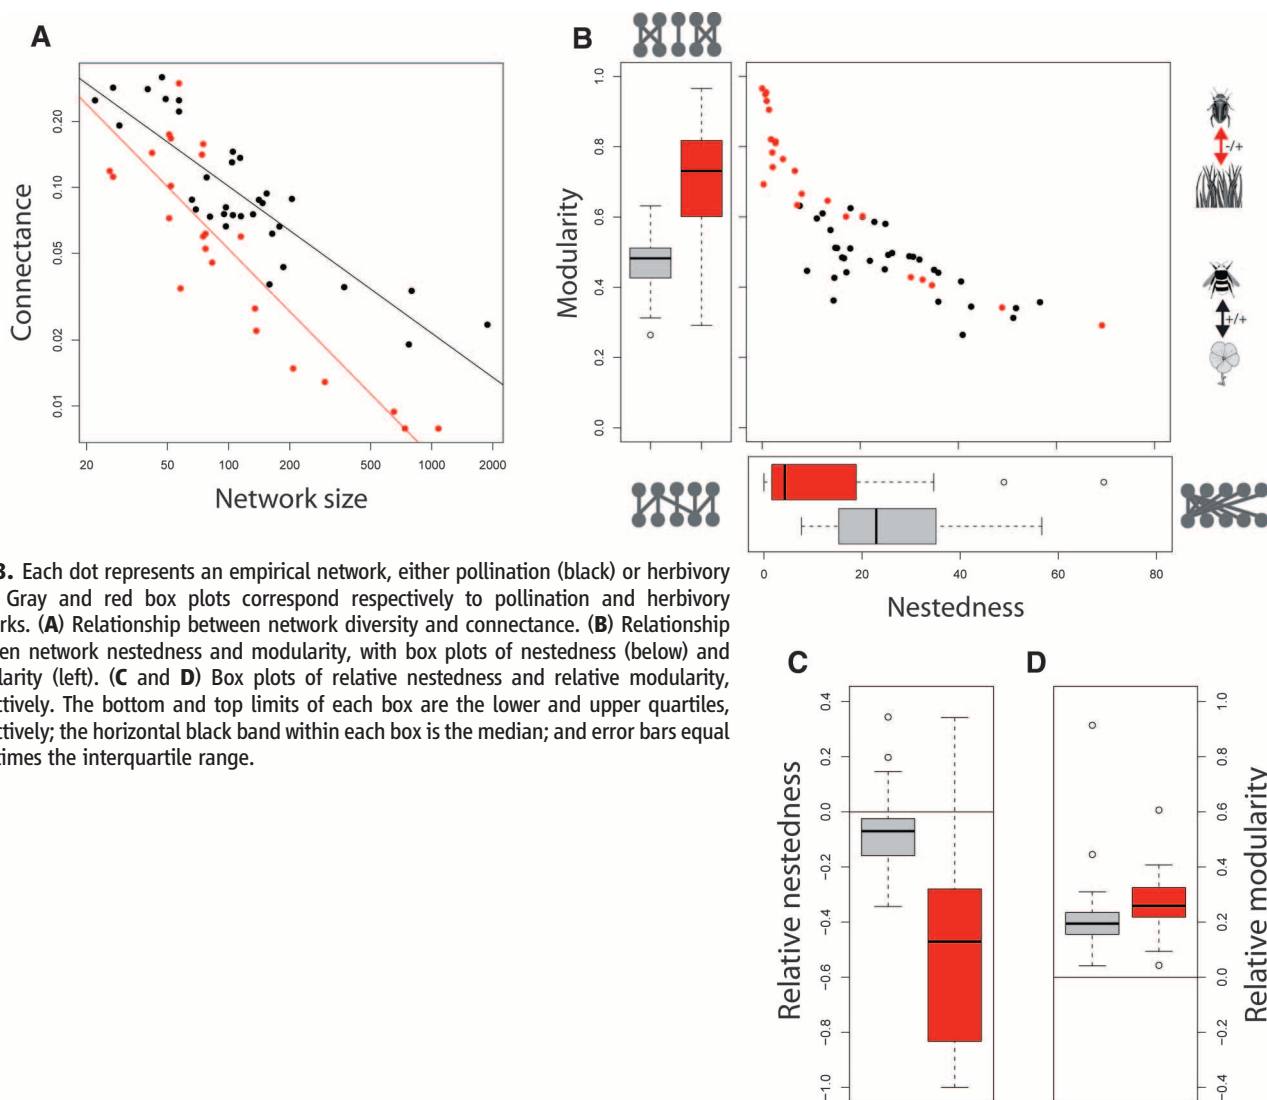 A
B
Connectance
0.20
0.10
0.05
0.02
0.01
20 50 100 200 500 1000 2000
Network size
Modularity
1.0
0.8
0.6
0.4
0.2
0.0
-/+
+/+
0 20 40 60 80
Nestedness
3. Each dot represents an empirical network, either pollination (black) or herbivory
Gray and red box plots correspond respectively to pollination and herbivory
rks. (A) Relationship between network diversity and connectance. (B) Relationship
en network nestedness and modularity, with box plots of nestedness (below) and
larity (left). (C and D) Box plots of relative nestedness and relative modularity,
ctively. The bottom and top limits of each box are the lower and upper quartiles,
ctively; the horizontal black band within each box is the median; and error bars equal
times the interquartile range.
C
D
Relative nestedness
0.4
0.2
0.0
−0.2
−0.4
−0.6
−0.8
−1.0
1.0
0.8
0.6
0.4
0.2
0.0
−0.2
−0.4
Relative modularity